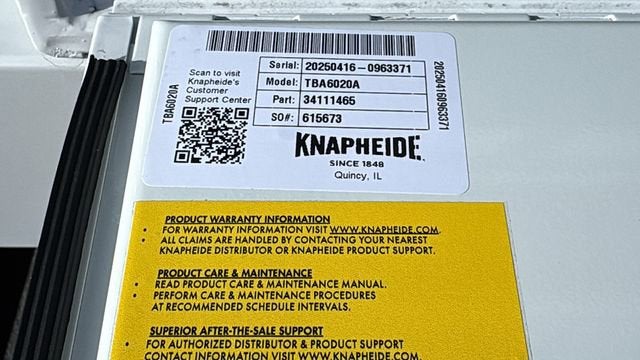 Scan to visit
Knapheide's
Customer
Support Center
TBA6020A
Serial: 20250416-0963371
Model: TBA6020A
Part: 34111465
SO#: 615673
202504160963371
KNAPHEIDE.
SINCE 1848
Quincy, IL
PRODUCT WARRANTY INFORMATION
• FOR WARRANTY INFORMATION VISIT WWW.KNAPHEIDE.COM.
• ALL CLAIMS ARE HANDLED BY CONTACTING YOUR NEAREST
KNAPHEIDE DISTRIBUTOR OR KNAPHEIDE PRODUCT SUPPORT.
PRODUCT CARE & MAINTENANCE
• READ PRODUCT CARE & MAINTENANCE MANUAL.
• PERFORM CARE & MAINTENANCE PROCEDURES
AT RECOMMENDED SCHEDULE INTERVALS.
SUPERIOR AFTER-THE-SALE SUPPORT
• FOR AUTHORIZED DISTRIBUTOR & PRODUCT SUPPORT
CONTACT INFORMATION VISIT WWW.KNAPHEIDE.COM.